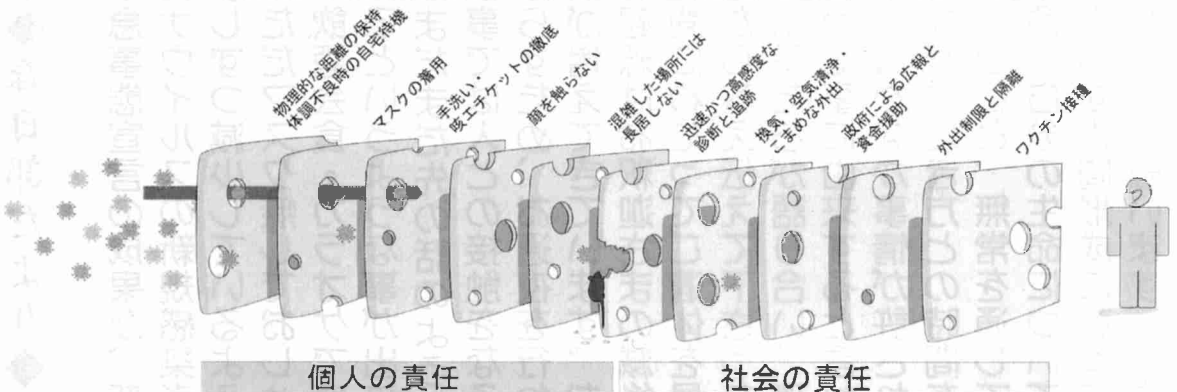 物理的な距離の保持
体調不良時の自宅待機
マスクの着用
手洗い・
咳エチケットの徹底
顔を触らない
混雑した場所には
長居しない
迅速かつ高感度な
診断と追跡
換気・空気清浄・
こまめな外出
政府による広報と
資金援助
外出制限と隔離
ワクチン接種
個人の責任
社会の責任